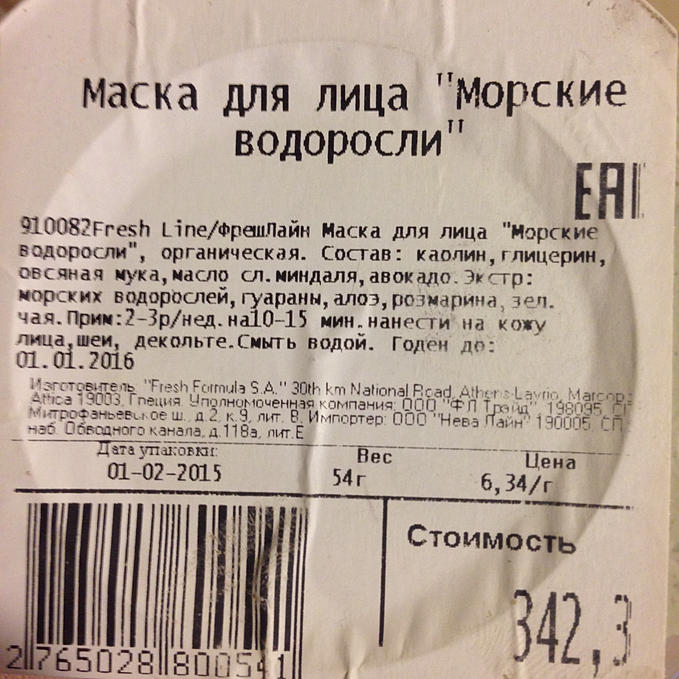 Маска для лица "Морские
водоросли"
EAC
910082Fresh Line/ФрешЛайн Маска для лица "Морские
водоросли", органическая. Состав: каолин,глицерин,
овсяная мука,масло сл.миндаля,авокадо.Экстр:
морских водорослей,гуараны,алоэ,розмарина,зел.
чая.Прим:2-3р/нед.на10-15 мин.нанести на кожу
лица,шеи, декольте.Смыть водой. Годен до:
01.01.2016
Изготовитель "Fresh Formula S.A." 30th km National Road, Athens-Lavrio,
Attica 19003, Греция. Уполномоченная компания: ООО "ФЛ Трэйд" 198095,
Митрофаньевское ш., д.2, к.9, лит. В, Импортер: ООО "Нева Лайн" 190005, СП
наб. Обводного канала, д.118а, лит.Е
Дата упаковки: Вес Цена
01-02-2015 54г 6,34/г
Стоимость
342,3
2 765028 800541